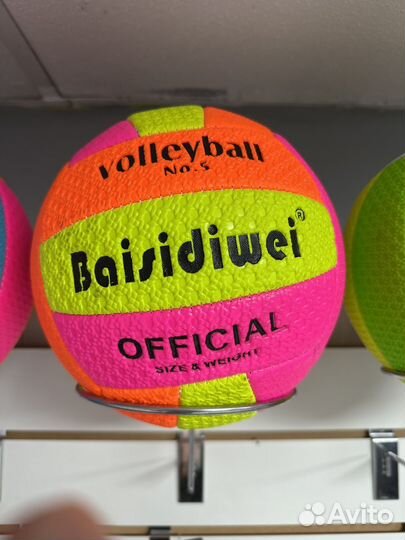 volleyball
No.5
Baisidiwei®
OFFICIAL
SIZE & WEIGHT
Avito